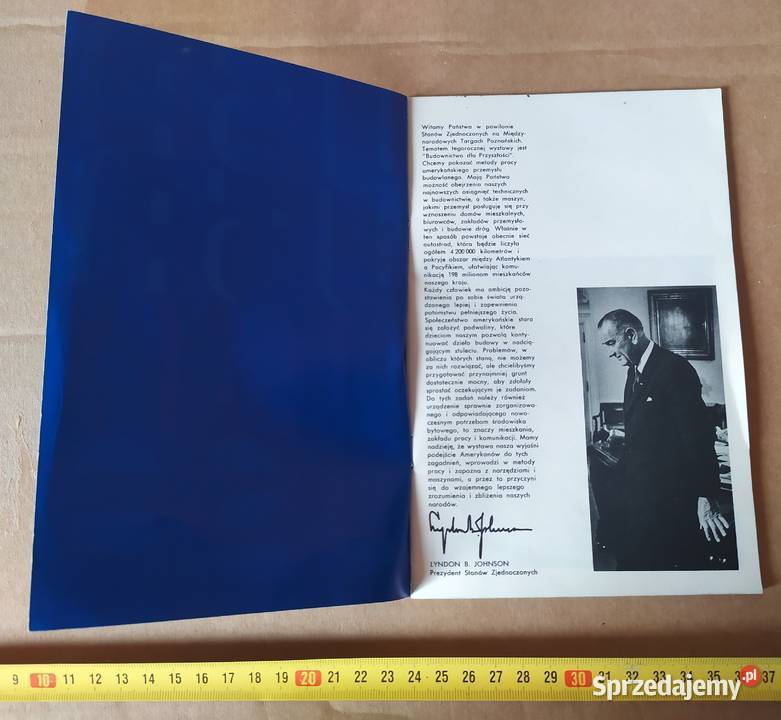 Witamy Państwa w pawilonie
Stanów Zjednoczonych na Między-
narodowych Targach Poznańskich.
Tematem tegorocznej wystawy jest
"Budownictwo dla Przyszłości".
Chcemy pokazać metody pracy
amerykańskiego przemysłu
budowlanego. Mają Państwo
możność obejrzenia naszych
najnowszych osiągnięć technicznych
w budownictwie, a także maszyn,
jakimi przemysł posługuje się przy
wznoszeniu domów mieszkalnych,
biurowców, zakładów przemysło-
wych i budowie dróg. Właśnie w
ten sposób powstaje obecnie sieć
autostrad, która będzie liczyła
ogółem 4 200 000 kilometrów i
pokryje obszar między Atlantykiem
a Pacyfikiem, ułatwiając komu-
nikację 198 milionom mieszkańców
naszego kraju.
Każdy człowiek ma ambicję pozo-
stawienia po sobie świata urzą-
dzonego lepiej i zapewnienia
potomstwu pełniejszego życia.
Społeczeństwo amerykańskie stara
się założyć podwaliny, które
dzieciom naszym pozwolą konty-
nuować dzieło budowy w nadcią-
gającym stuleciu. Problemów, w
obliczu których staną, nie możemy
za nich rozwiązać, ale chcielibyśmy
przygotować przynajmniej grunt
dostatecznie mocny, aby zdołały
sprostać oczekującym je zadaniom.
Do tych zadań należy również
urządzenie sprawnie zorganizowa-
nego i odpowiadającego nowo-
czesnym potrzebom środowiska
bytowego, to znaczy mieszkania,
zakładu pracy i komunikacji. Mamy
nadzieję, że wystawa nasza wyjaśni
podejście Amerykanów do tych
zagadnień, wprowadzi w metody
pracy i zapozna z narzędziami i
maszynami, a przez to przyczyni
się do wzajemnego lepszego
zrozumienia i zbliżenia naszych
narodów.
Lyndon B. Johnson
LYNDON B. JOHNSON
Prezydent Stanów Zjednoczonych
9 10 11 12 13 14 15 16 17 18 19 20 21 22 23 24 25 26 27 28 29 30 31 32 33 34 35 37
Sprzedajemy .pl